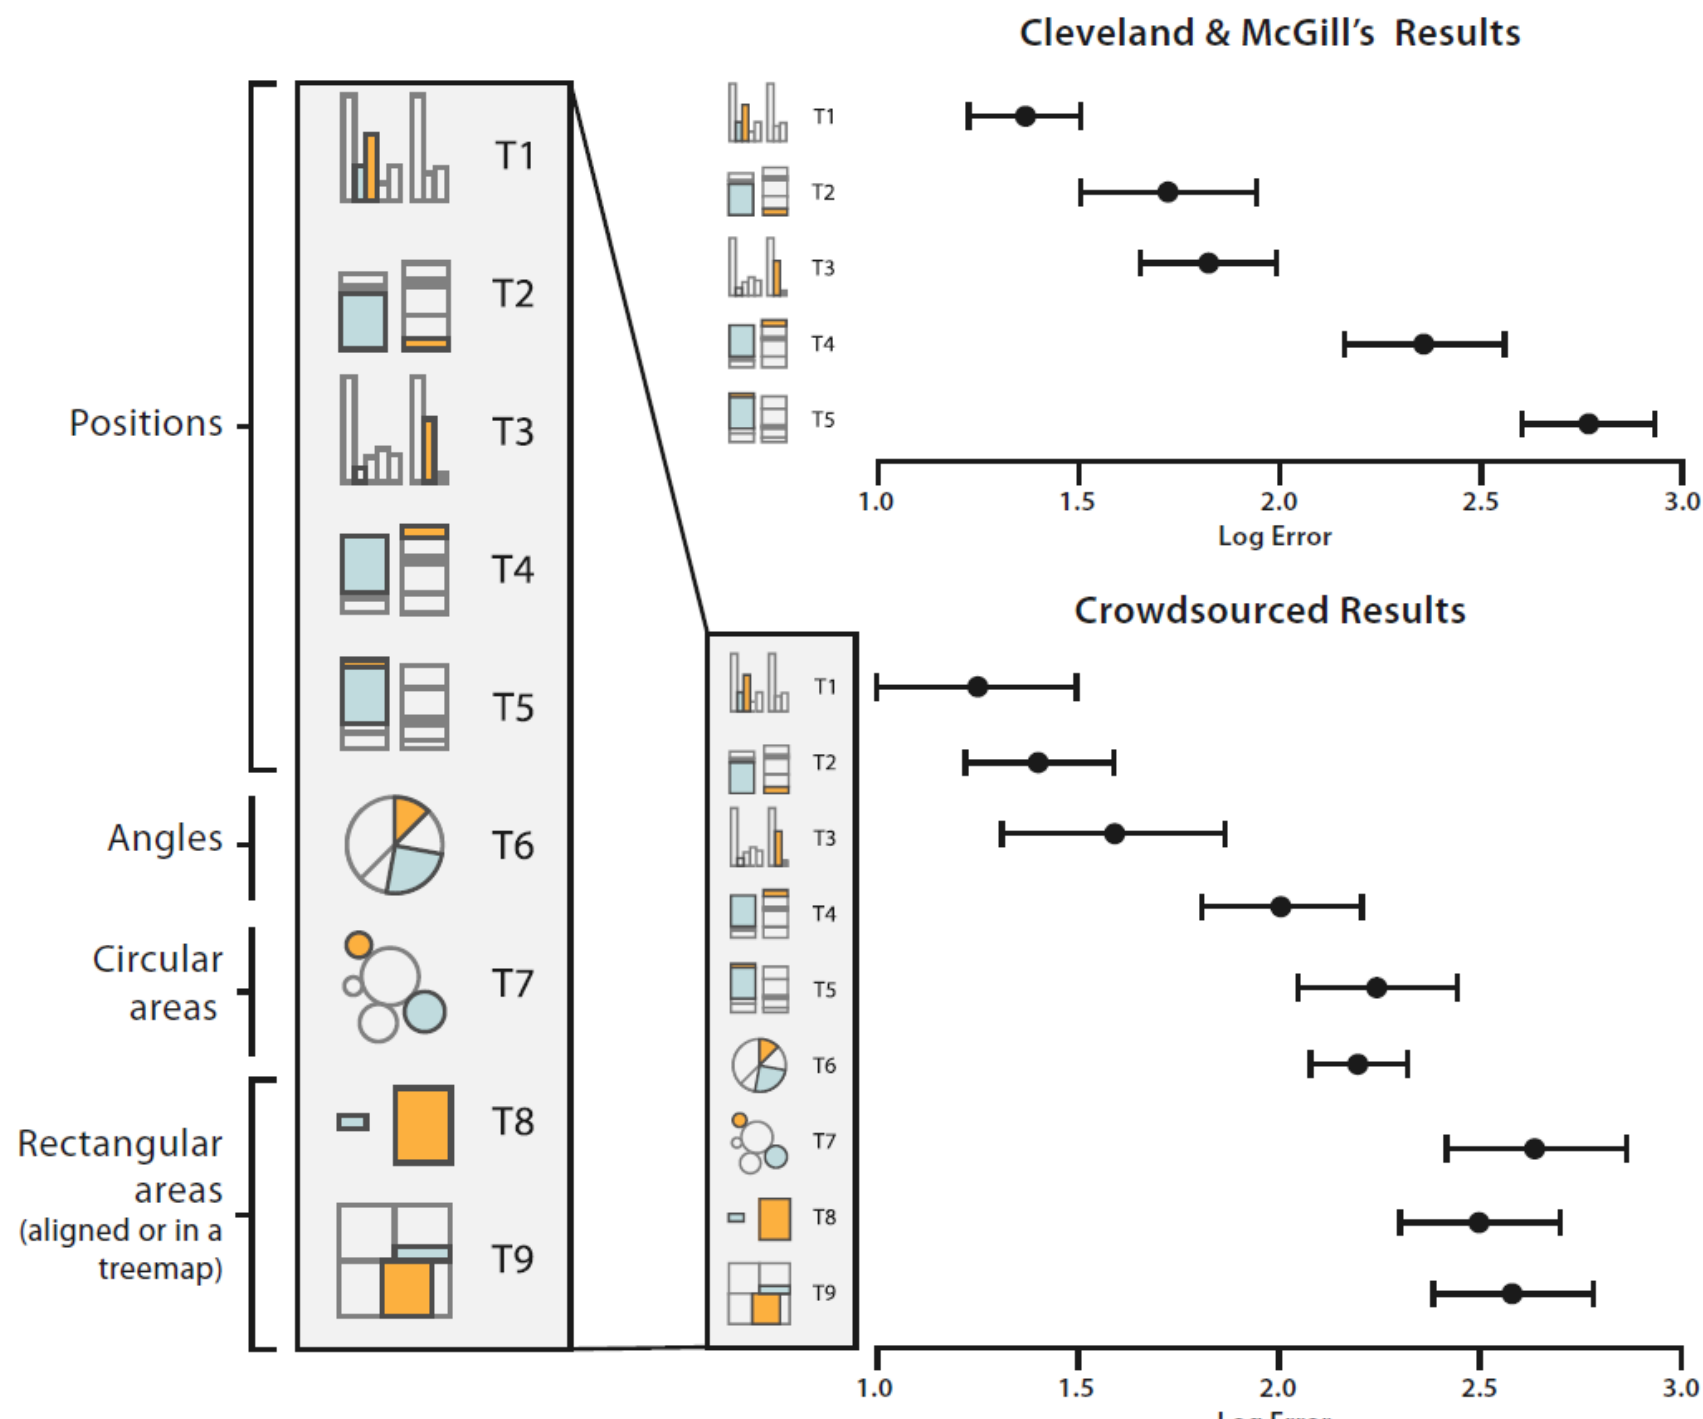 Cleveland & McGill's Results
T1
T2
T3
T4
T5
1.0 1.5 2.0 2.5 3.0
Log Error
Positions
Angles
Circular
areas
Rectangular
areas
(aligned or in a
treemap)
T1
T2
T3
T4
T5
T6
T7
T8
T9
Crowdsourced Results
T1
T2
T3
T4
T5
T6
T7
T8
T9
1.0 1.5 2.0 2.5 3.0
Log Error